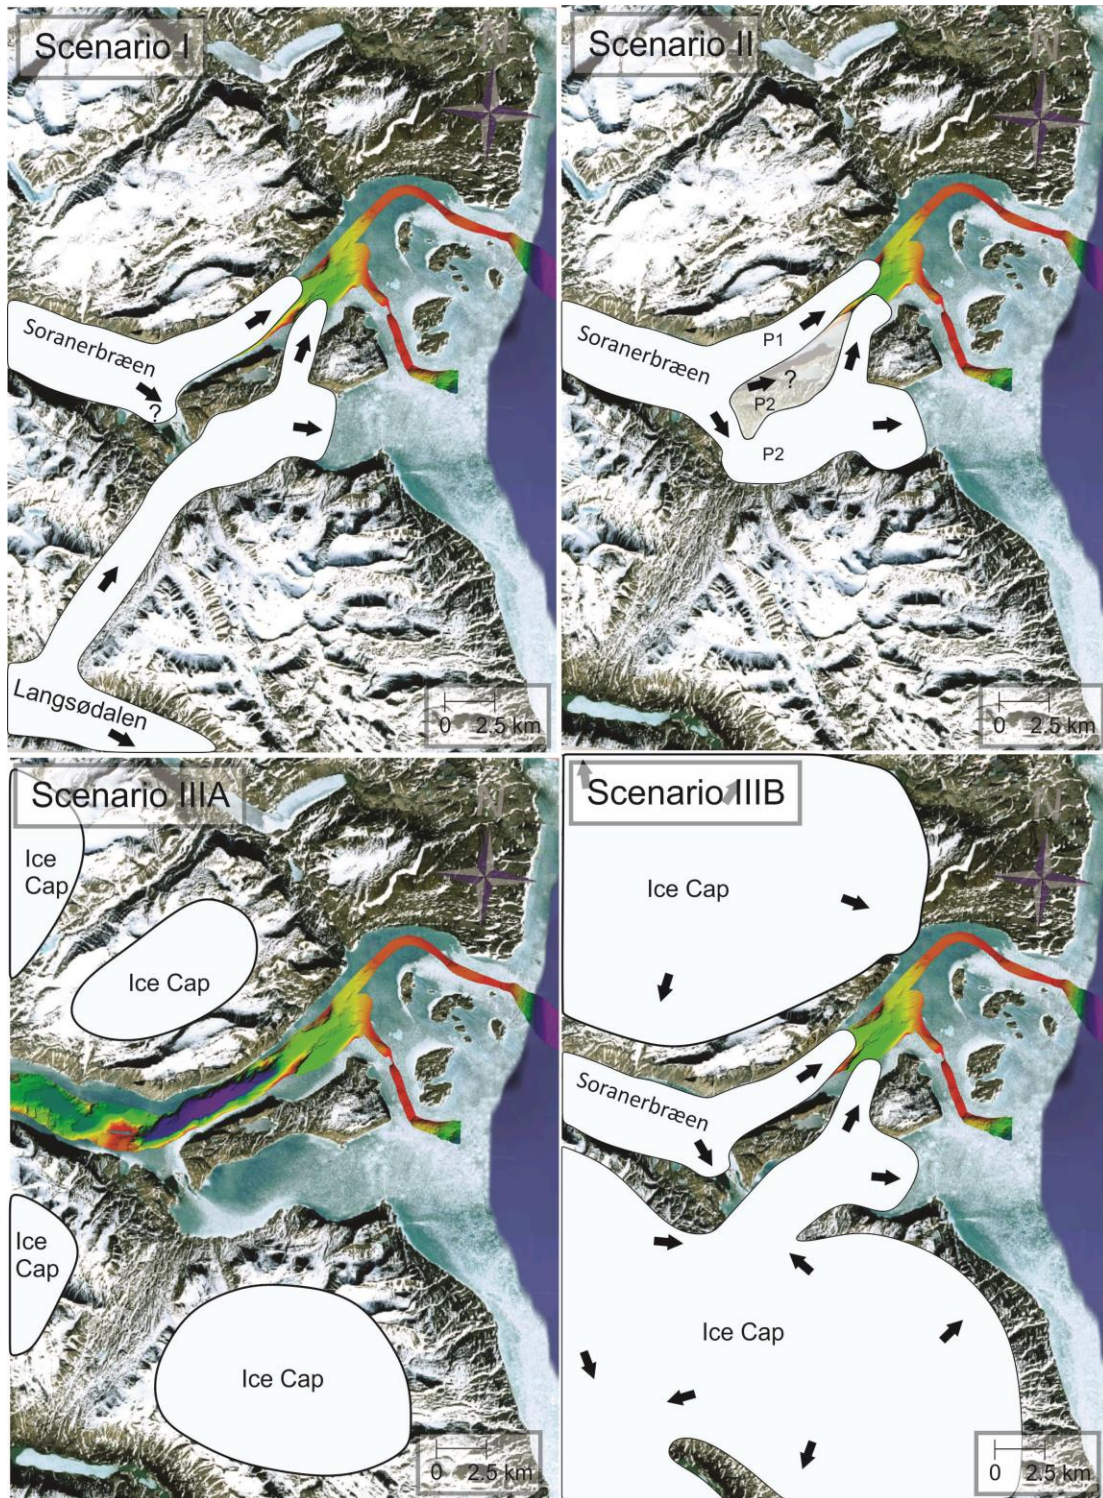 Scenario I
N
Soranerbræen
?
Langsødalen
0 2.5 km
Scenario II
N
Soranerbræen
P1
?
P2
P2
0 2.5 km
Scenario IIIA
N
Ice
Cap
Ice Cap
Ice
Cap
Ice Cap
0 2.5 km
Scenario IIIB
N
Ice Cap
Soranerbræen
Ice Cap
0 2.5 km